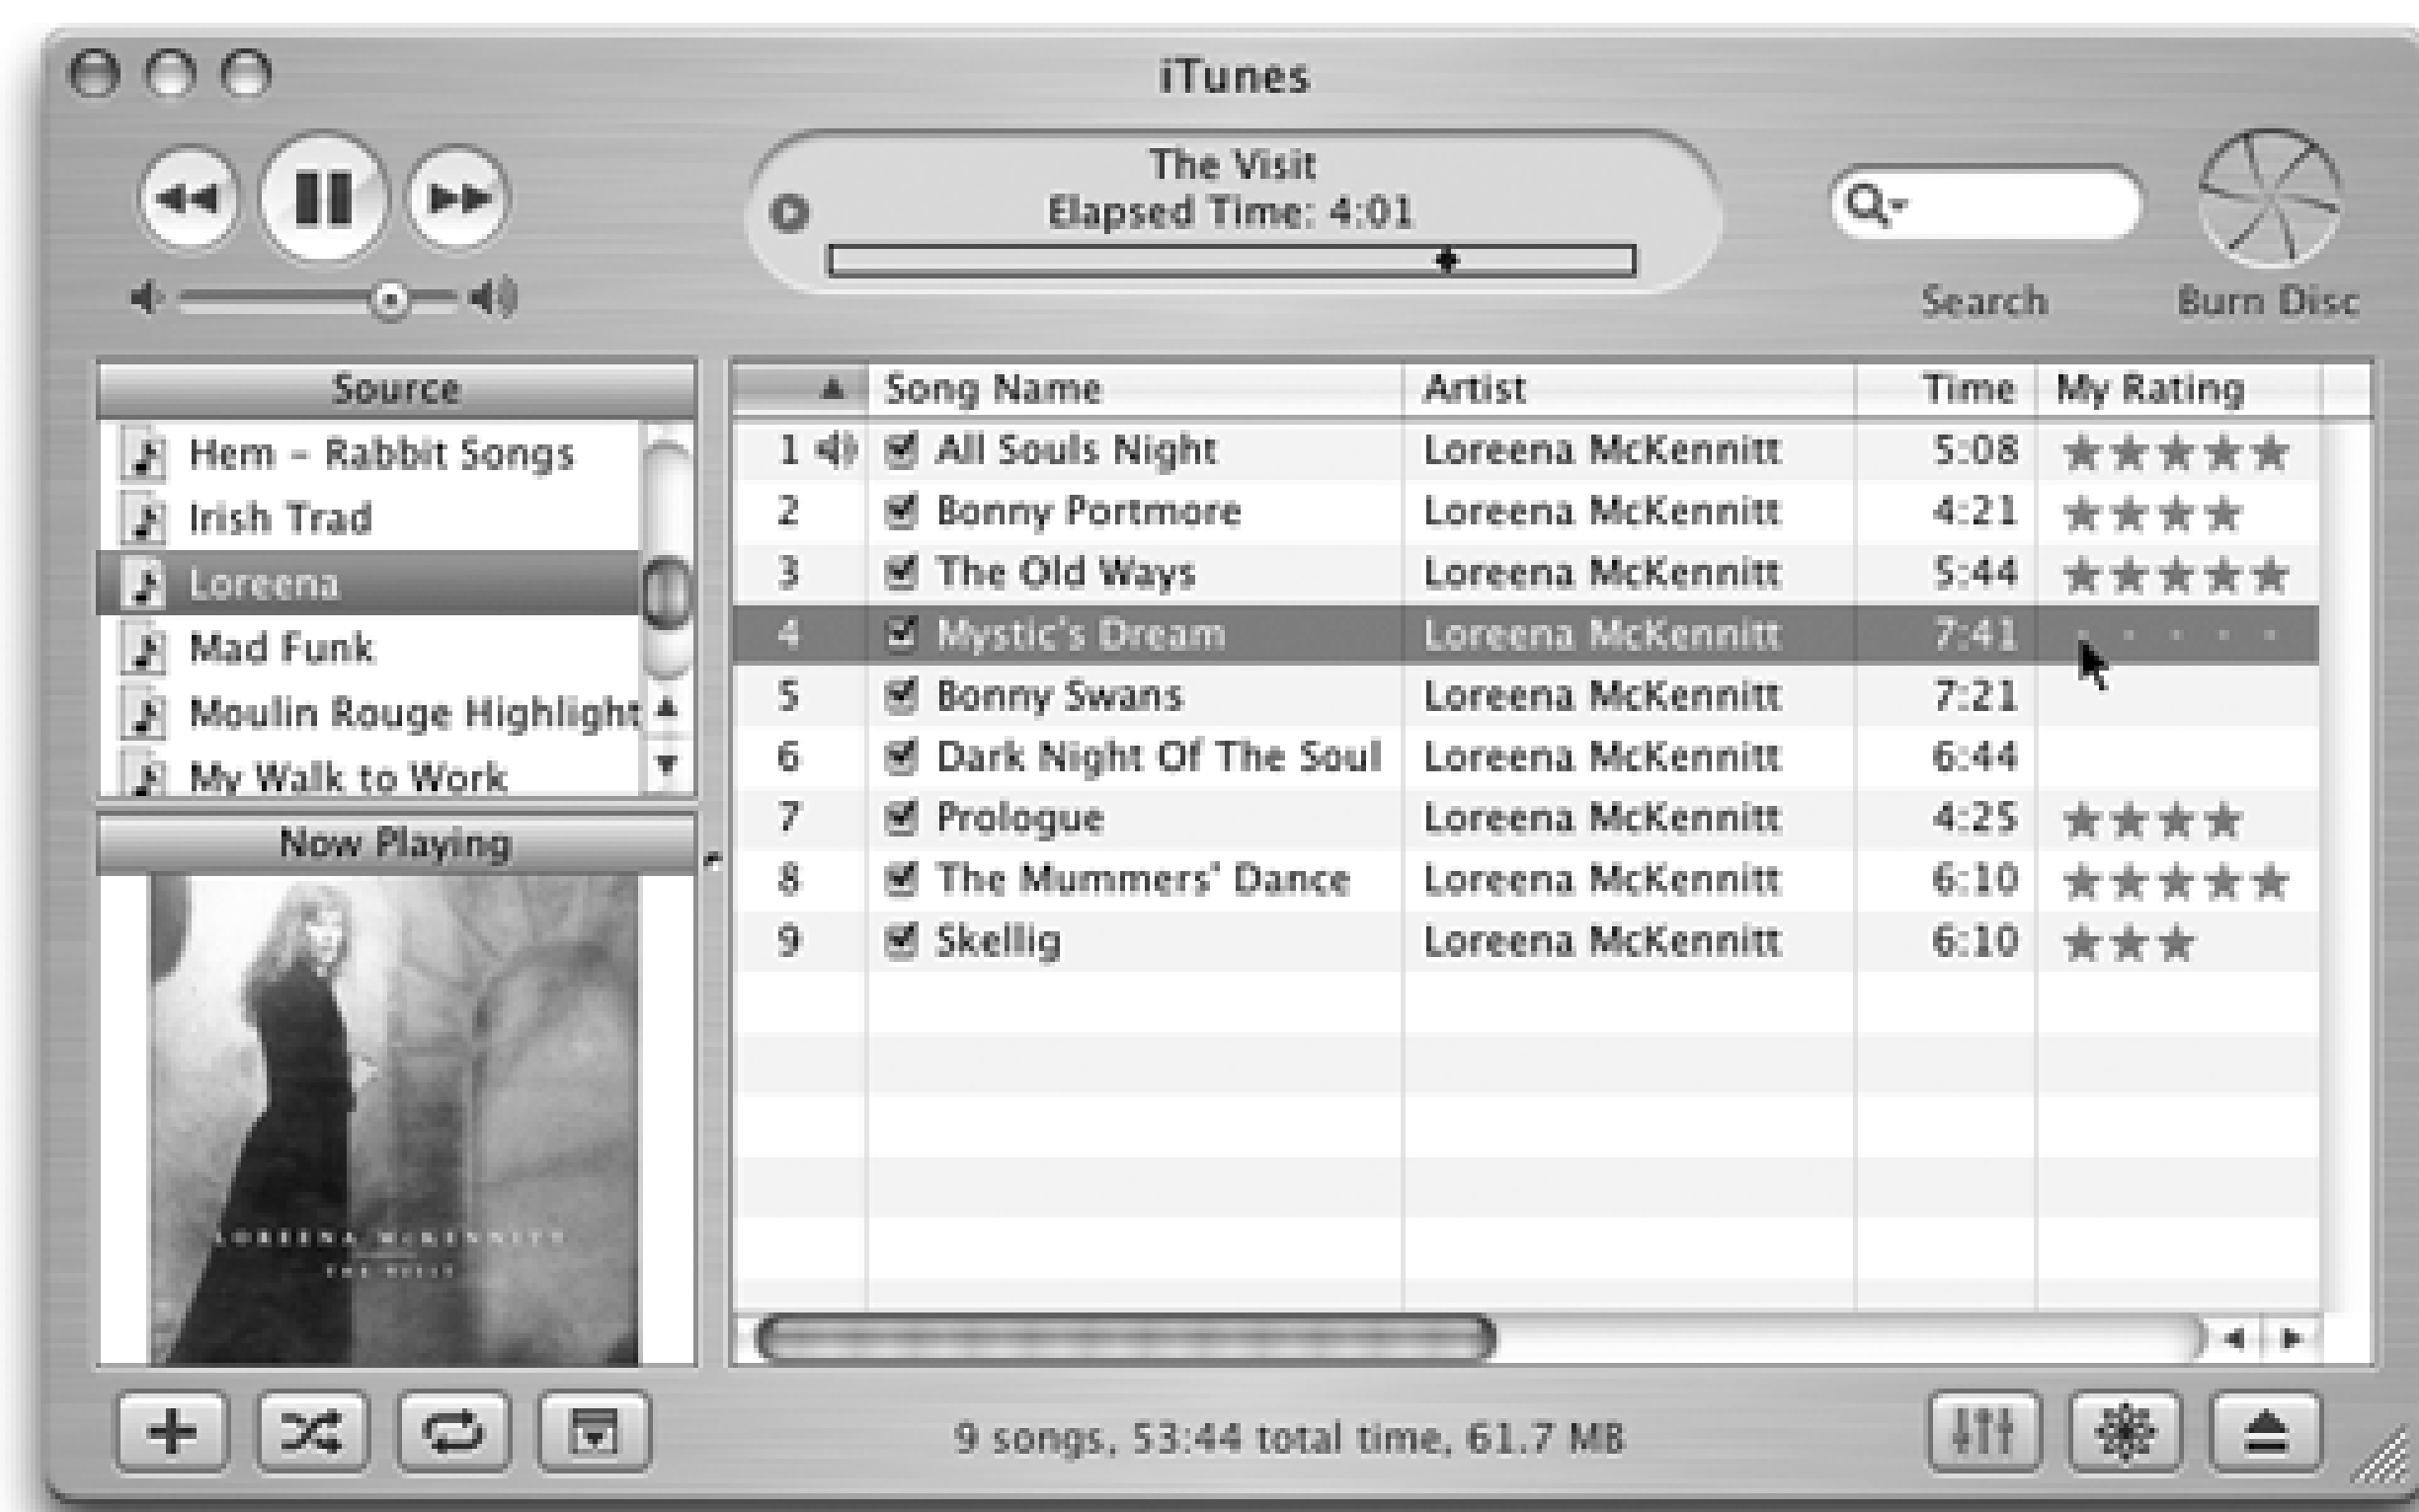 iTunes
The Visit
Elapsed Time: 4:01
Search
Burn Disc
Source
Hem – Rabbit Songs
Irish Trad
Loreena
Mad Funk
Moulin Rouge Highlight
My Walk to Work
Now Playing
LOREENA McKENNITT
THE VISIT
Song Name Artist Time My Rating
1 All Souls Night Loreena McKennitt 5:08
2 Bonny Portmore Loreena McKennitt 4:21
3 The Old Ways Loreena McKennitt 5:44
4 Mystic's Dream Loreena McKennitt 7:41
5 Bonny Swans Loreena McKennitt 7:21
6 Dark Night Of The Soul Loreena McKennitt 6:44
7 Prologue Loreena McKennitt 4:25
8 The Mummers' Dance Loreena McKennitt 6:10
9 Skellig Loreena McKennitt 6:10
9 songs, 53:44 total time, 61.7 MB